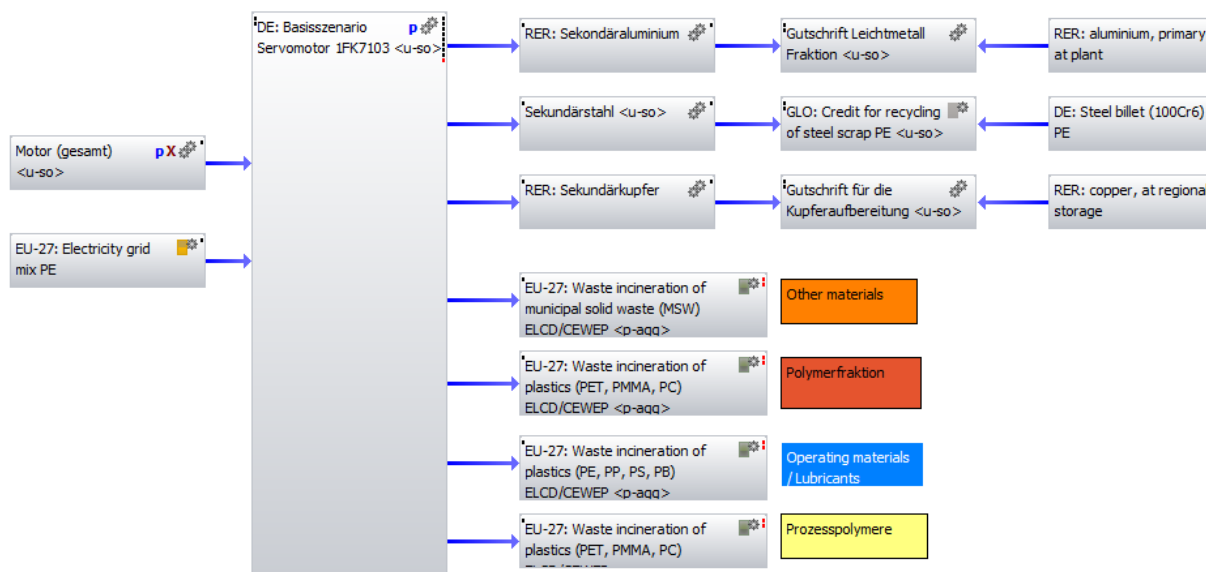 Motor (gesamt) p X
<u-so>
EU-27: Electricity grid
mix PE
DE: Basisszenario p
Servomotor 1FK7103 <u-so>
RER: Sekondäraluminium
Gutschrift Leichtmetall
Fraktion <u-so>
RER: aluminium, primary
at plant
Sekundärstahl <u-so>
GLO: Credit for recycling
of steel scrap PE <u-so>
DE: Steel billet (100Cr6)
PE
RER: Sekundärkupfer
Gutschrift für die
Kupferaufbereitung <u-so>
RER: copper, at regiona
storage
EU-27: Waste incineration of
municipal solid waste (MSW)
ELCD/CEWEP <p-agg>
Other materials
EU-27: Waste incineration of
plastics (PET, PMMA, PC)
ELCD/CEWEP <p-agg>
Polymerfraktion
EU-27: Waste incineration of
plastics (PE, PP, PS, PB)
ELCD/CEWEP <p-agg>
Operating materials
/ Lubricants
EU-27: Waste incineration of
plastics (PET, PMMA, PC)
Prozesspolymere